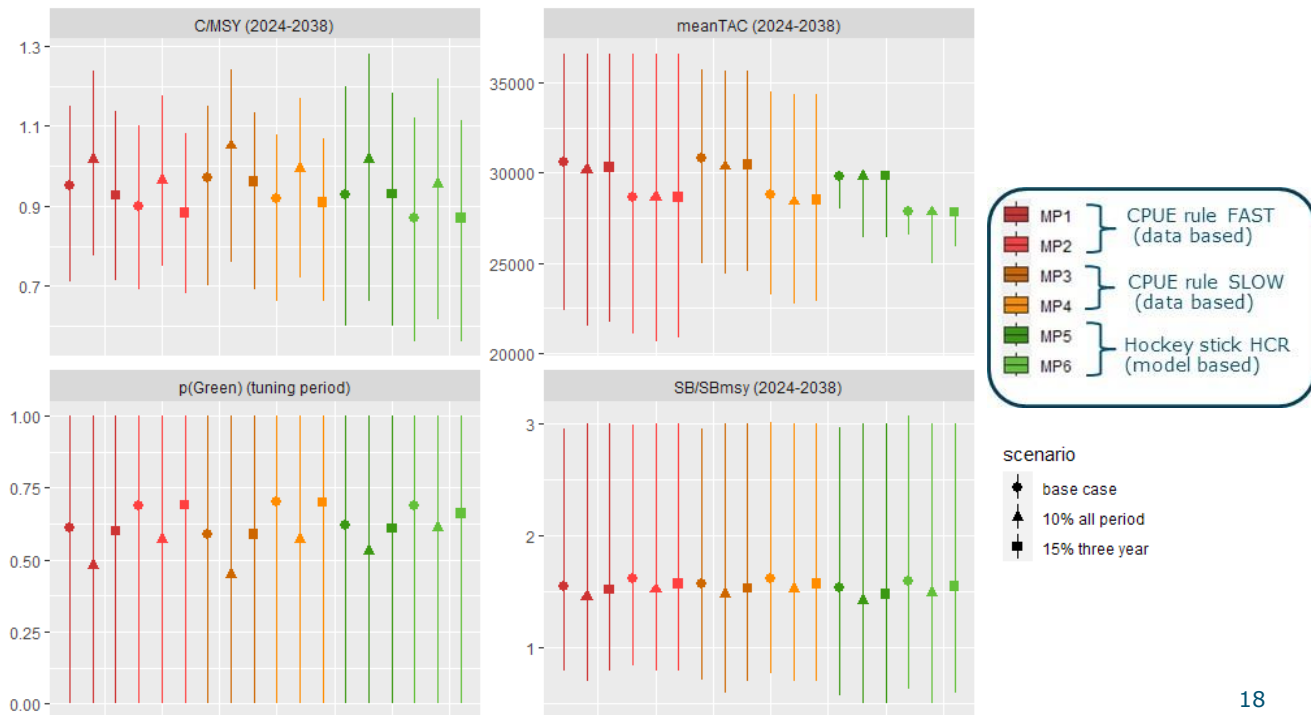 C/MSY (2024-2038)
1.3
1.1
0.9
0.7
meanTAC (2024-2038)
35000
30000
25000
20000
p(Green) (tuning period)
1.00
0.75
0.50
0.25
0.00
SB/SBmsy (2024-2038)
3
2
1
MP1
MP2
CPUE rule FAST
(data based)
MP3
MP4
CPUE rule SLOW
(data based)
MP5
MP6
Hockey stick HCR
(model based)
scenario
base case
10% all period
15% three year
18